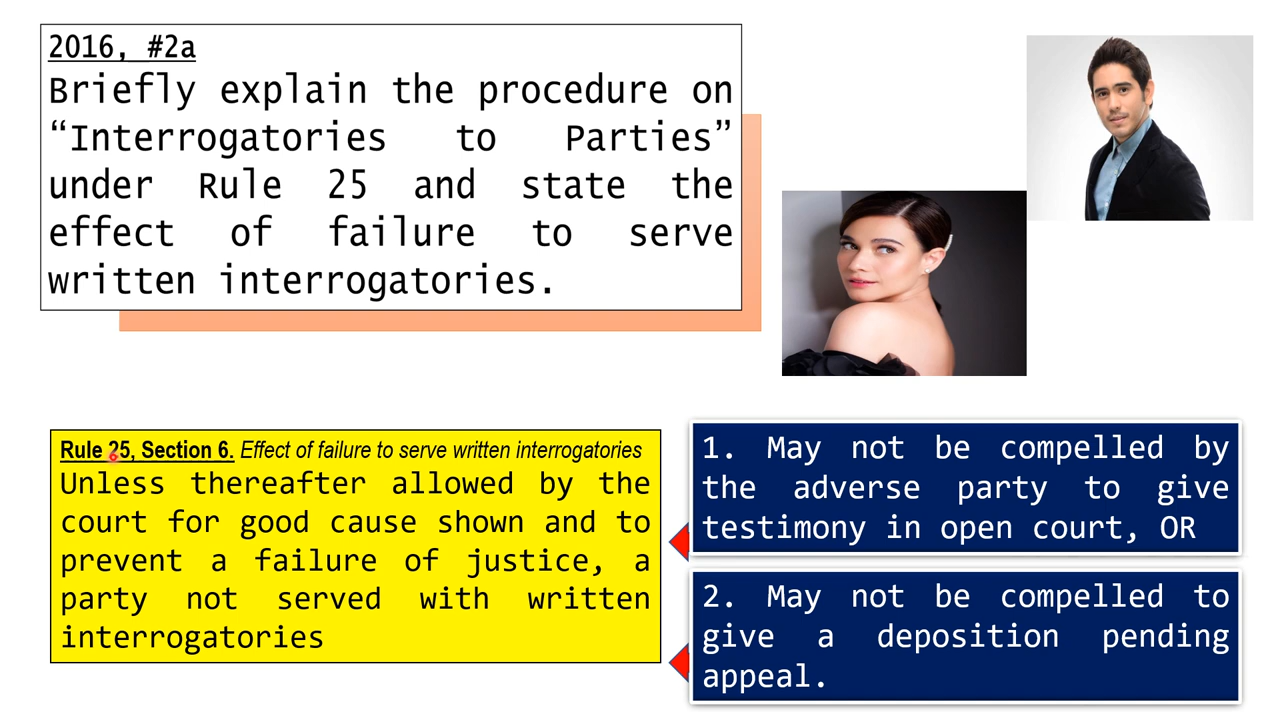 2016, #2a
Briefly explain the procedure on
“Interrogatories to Parties”
under Rule 25 and state the
effect of failure to serve
written interrogatories.
Rule 25, Section 6. Effect of failure to serve written interrogatories
Unless thereafter allowed by the
court for good cause shown and to
prevent a failure of justice, a
party not served with written
interrogatories
1. May not be compelled by
the adverse party to give
testimony in open court, OR
2. May not be compelled to
give a deposition pending
appeal.